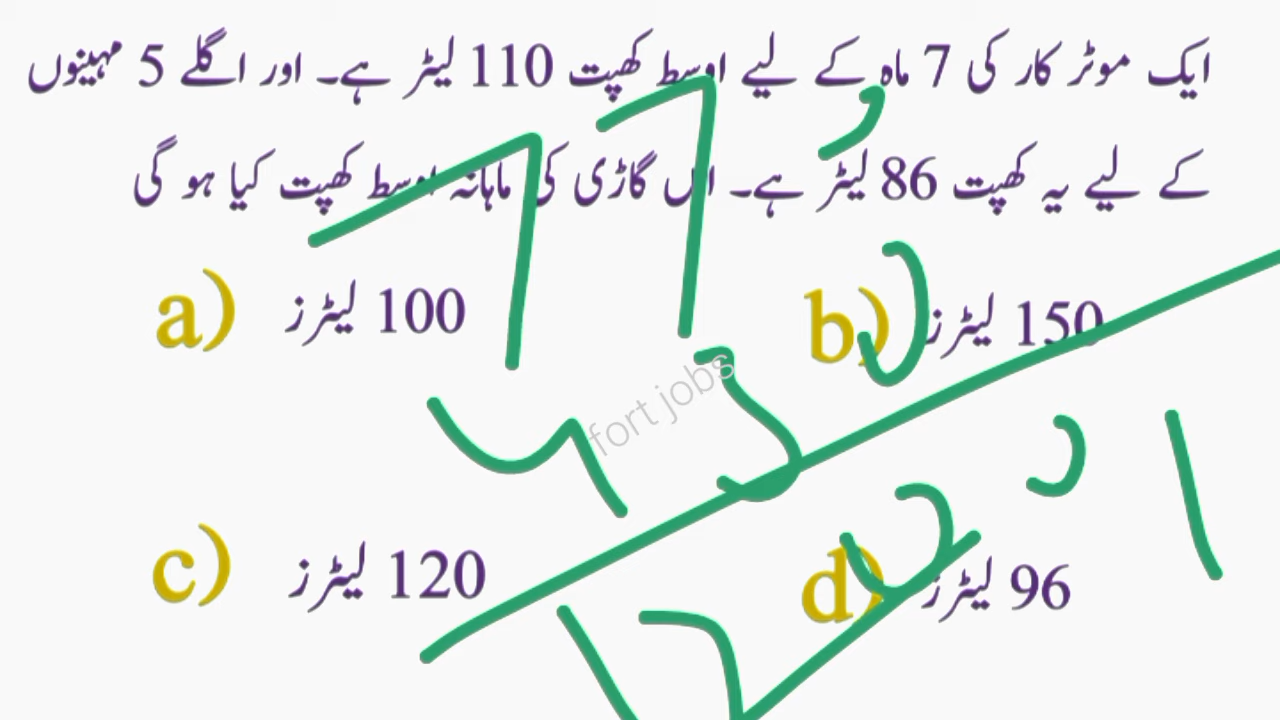 ایک موٹر کار کی 7 ماہ کے لیے اوسط کھپت 110 لیٹر ہے۔ اور اگلے 5 مہینوں
کے لیے یہ کھپت 86 لیٹر ہے۔ اس گاڑی کی ماہانہ اوسط کھپت کیا ہو گی
a) 100 لیٹرز
b) 150 لیٹرز
fort jobs
c) 120 لیٹرز
d) 96 لیٹرز